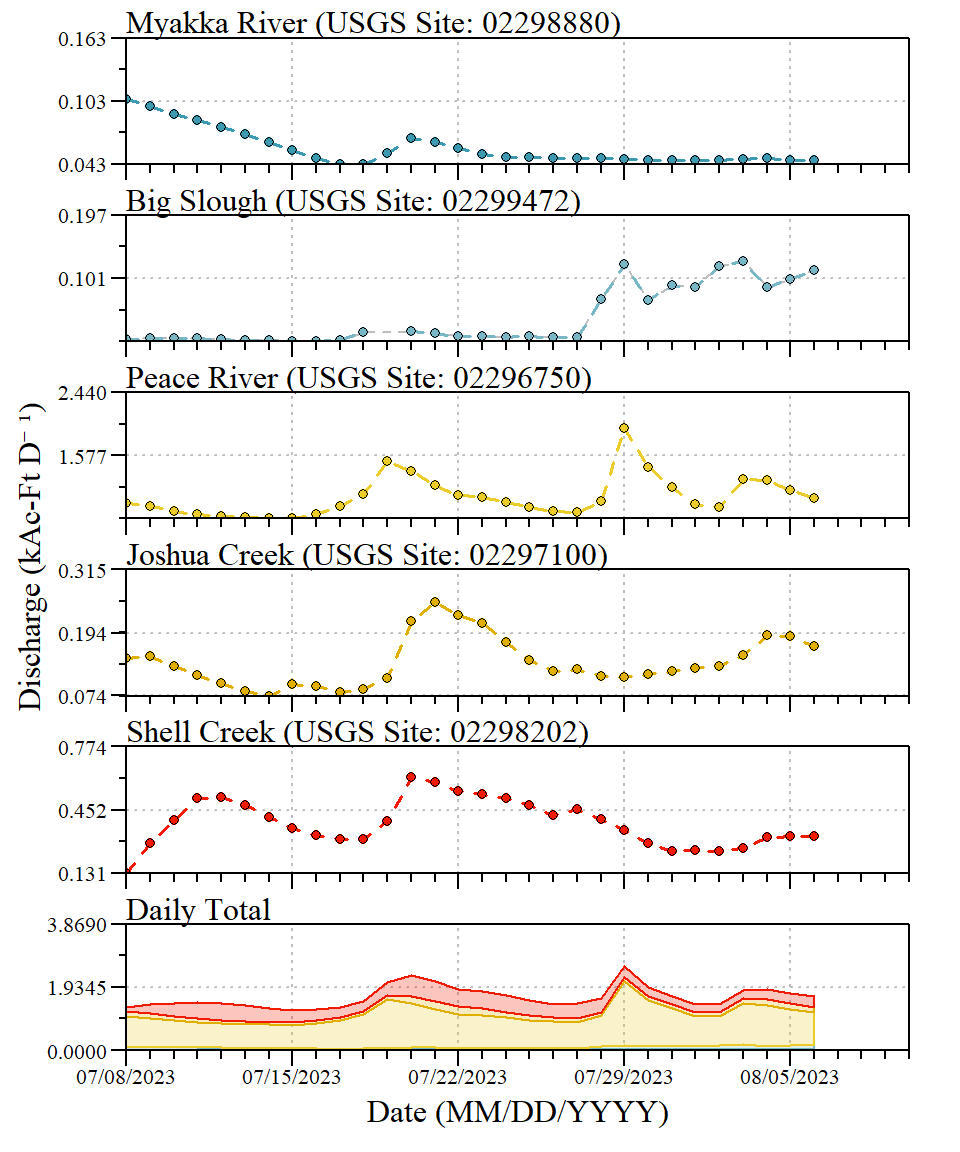 Myakka River (USGS Site: 02298880)
0.163
0.103
0.043
Big Slough (USGS Site: 02299472)
0.197
0.101
Peace River (USGS Site: 02296750)
2.440
1.577
Discharge (kAc-Ft D⁻¹)
Joshua Creek (USGS Site: 02297100)
0.315
0.194
0.074
Shell Creek (USGS Site: 02298202)
0.774
0.452
0.131
Daily Total
3.8690
1.9345
0.0000
07/08/2023 07/15/2023 07/22/2023 07/29/2023 08/05/2023
Date (MM/DD/YYYY)